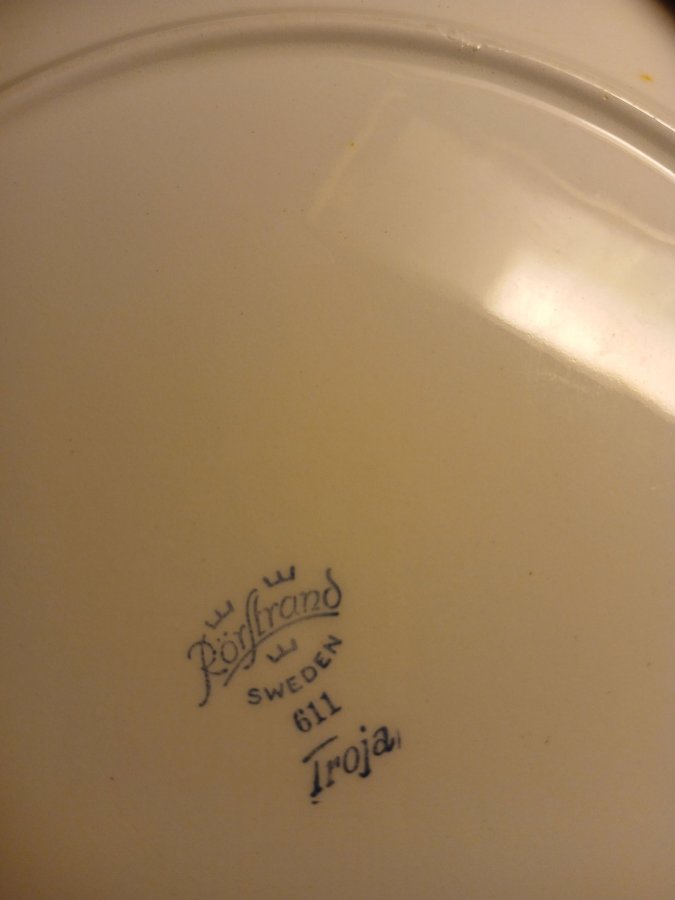 Rörstrand
SWEDEN
611
Troja